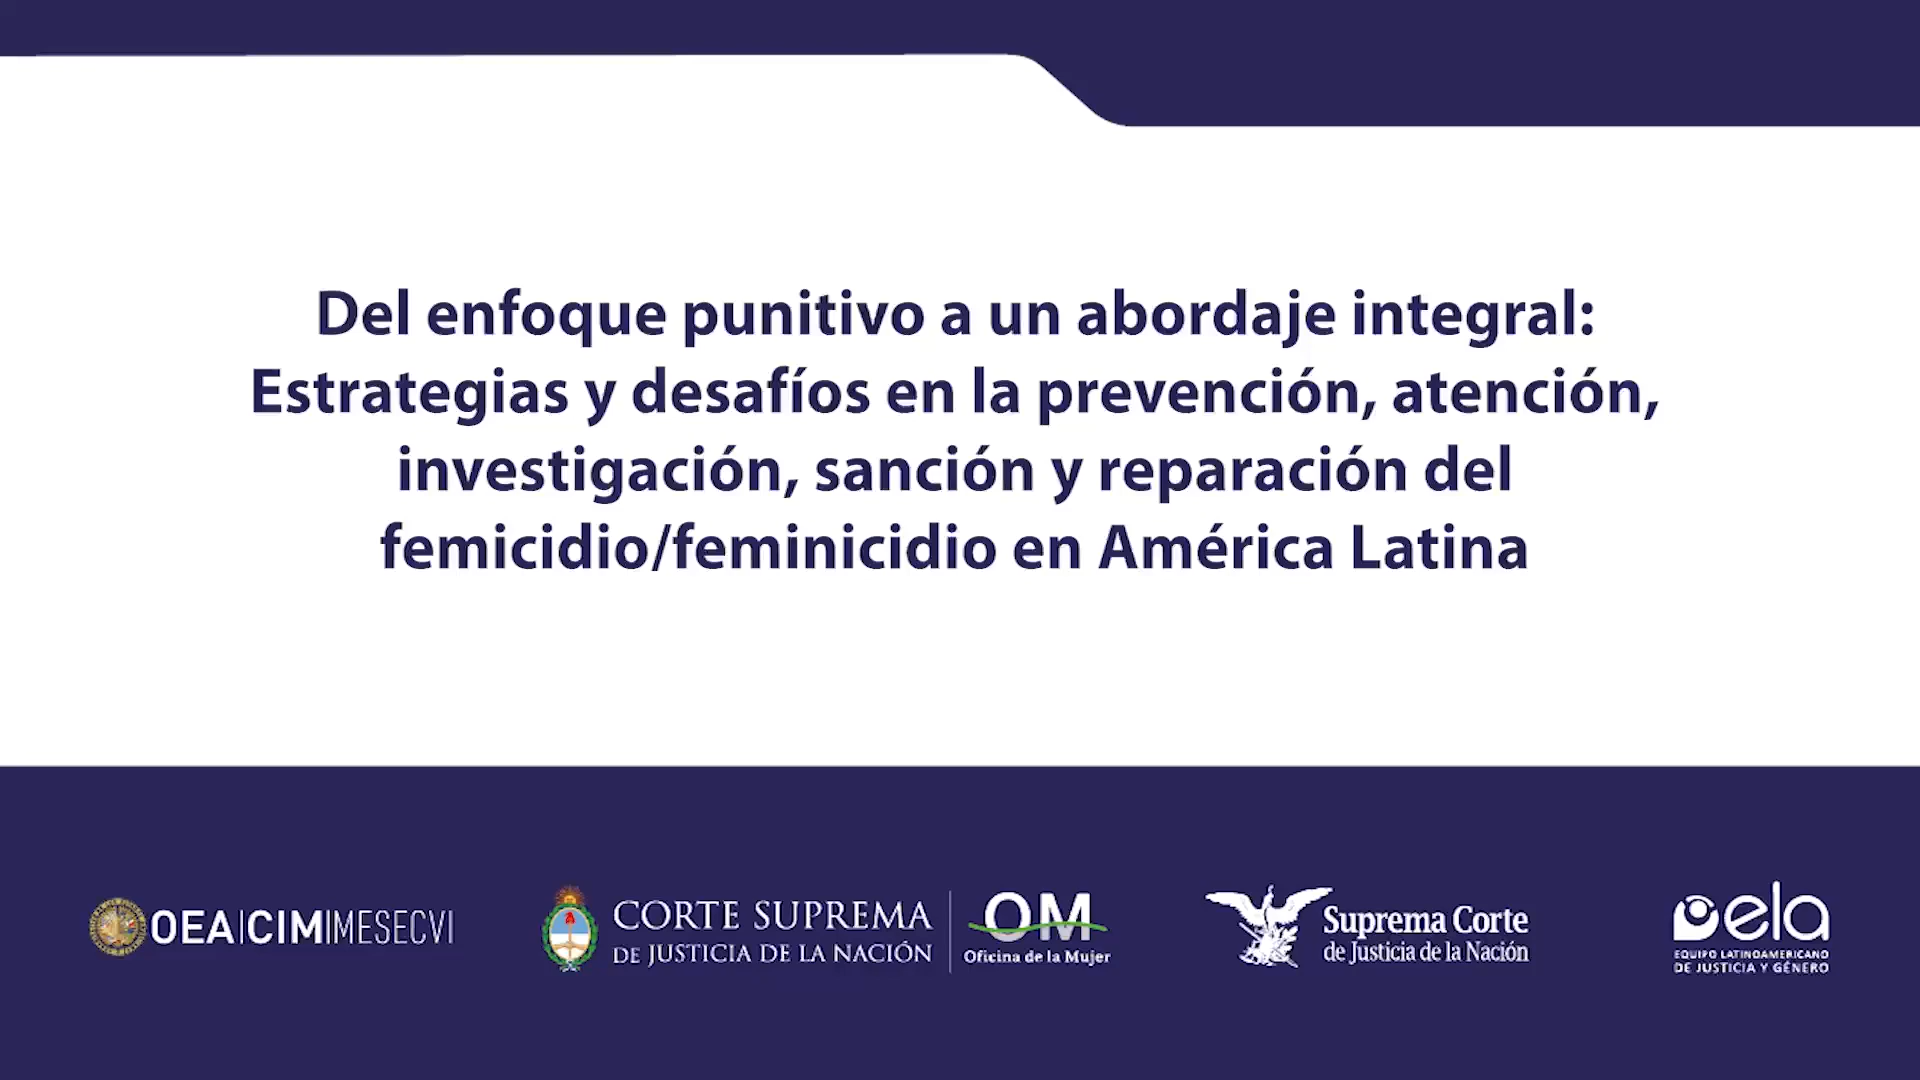 Del enfoque punitivo a un abordaje integral:
Estrategias y desafíos en la prevención, atención,
investigación, sanción y reparación del
femicidio/feminicidio en América Latina
OEA|CIM|MESECVI
CORTE SUPREMA
DE JUSTICIA DE LA NACIÓN
OM
Oficina de la Mujer
Suprema Corte
de Justicia de la Nación
ela
EQUIPO LATINOAMERICANO
DE JUSTICIA Y GÉNERO